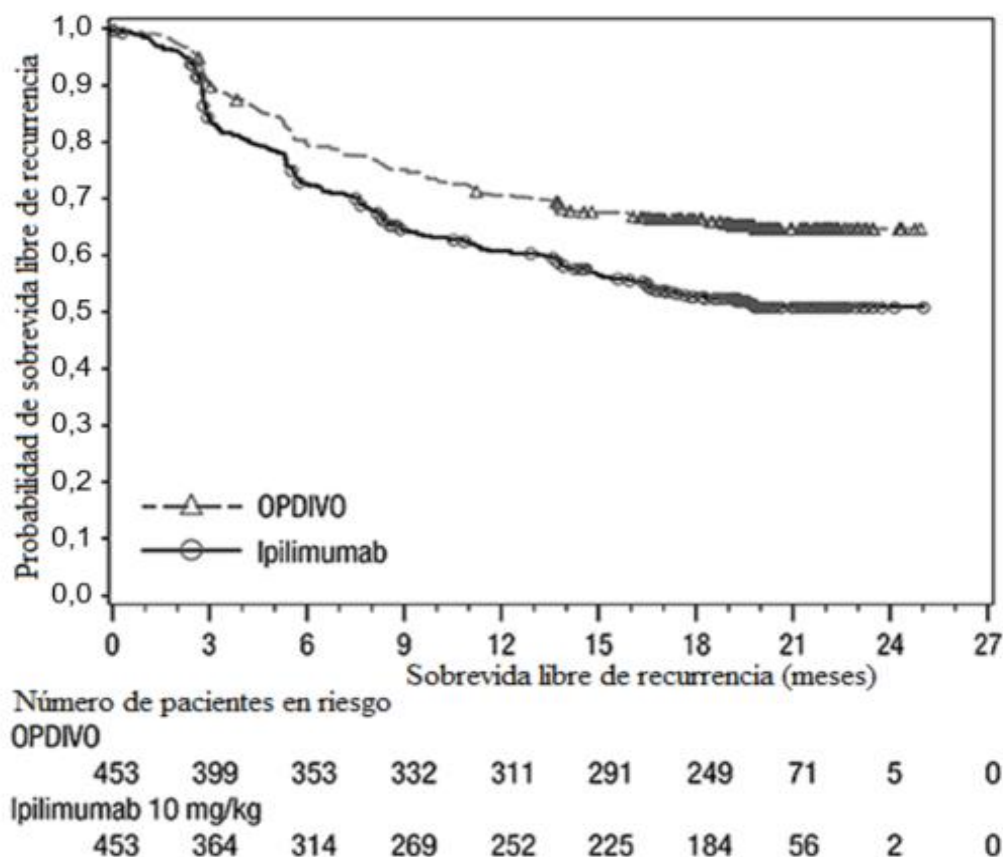 Probabilidad de sobrevida libre de recurrencia
1,0
0,9
0,8
0,7
0,6
0,5
0,4
0,3
0,2
0,1
0,0
OPDIVO
Ipilimumab
0 3 6 9 12 15 18 21 24 27
Sobrevida libre de recurrencia (meses)
Número de pacientes en riesgo
OPDIVO
453 399 353 332 311 291 249 71 5 0
Ipilimumab 10 mg/kg
453 364 314 269 252 225 184 56 2 0